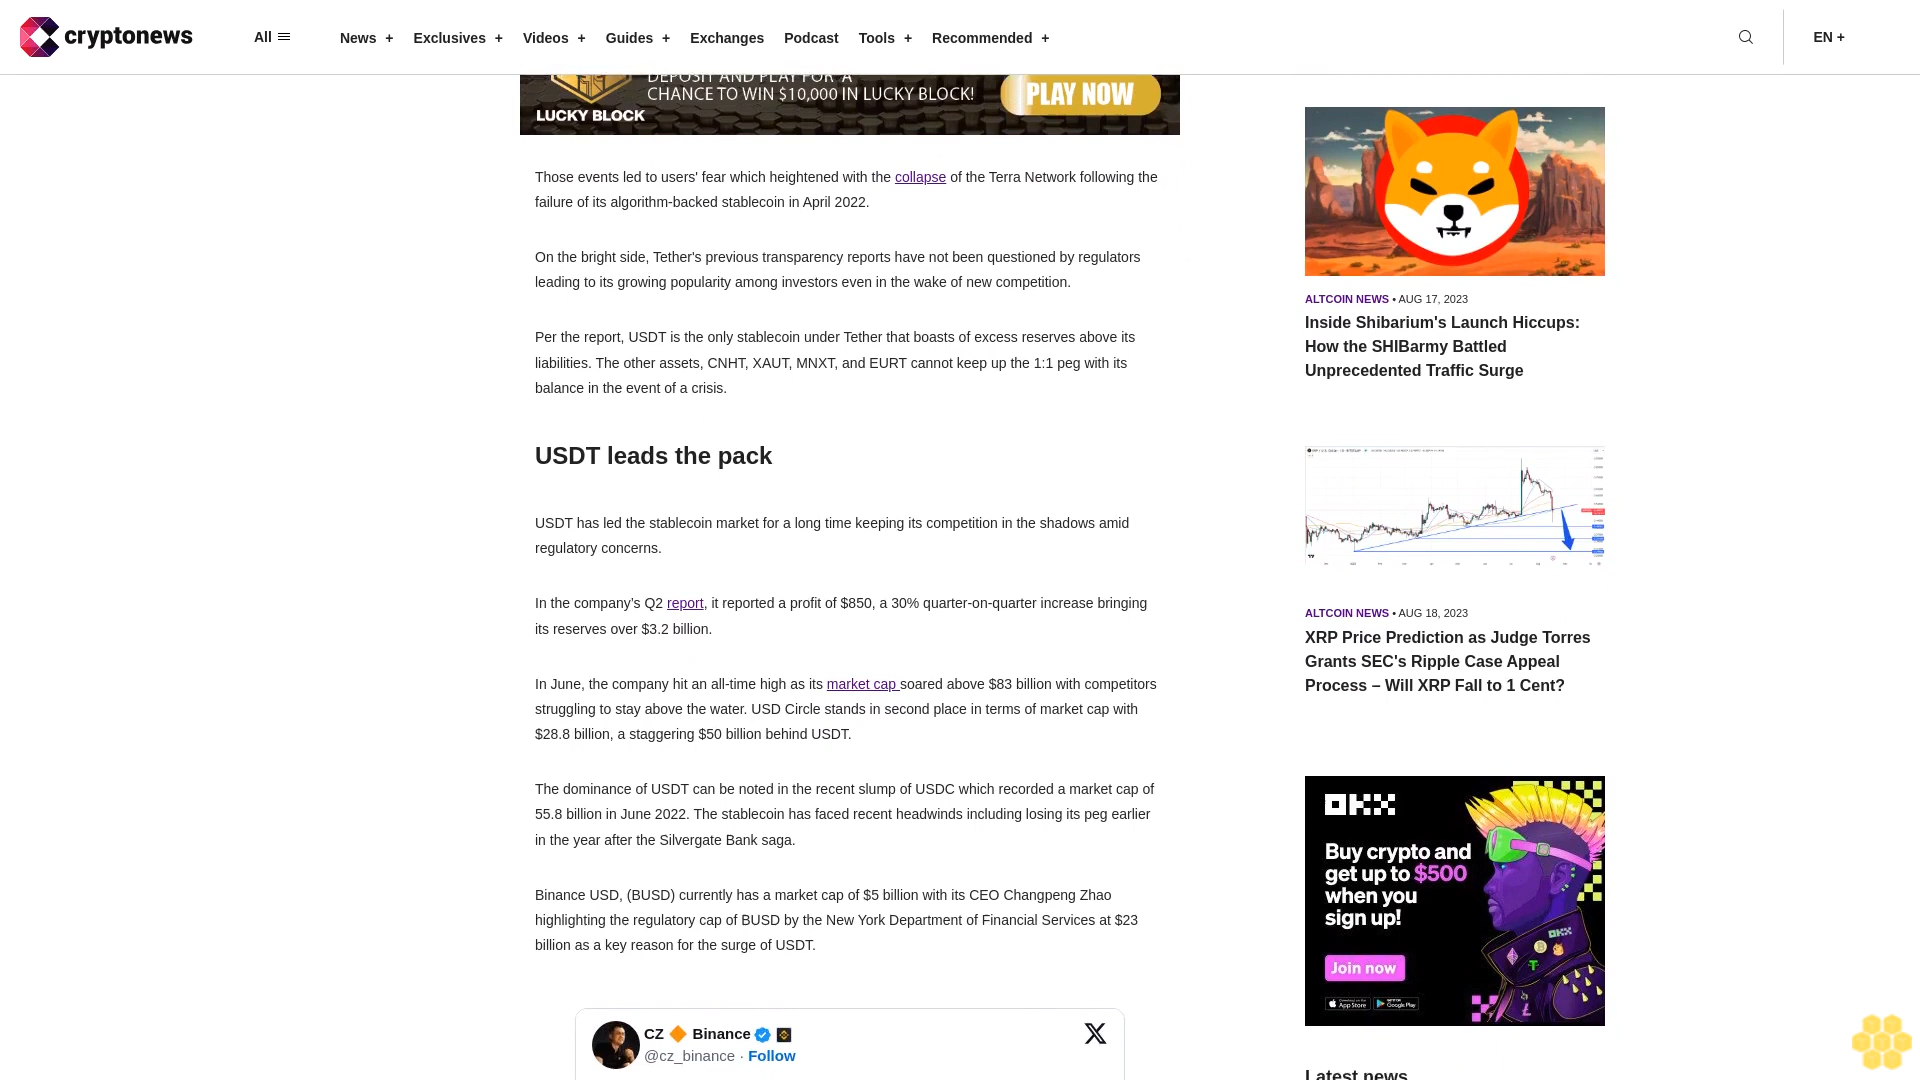 cryptonews
All
News +
Exclusives +
Videos +
Guides +
Exchanges
Podcast
Tools +
Recommended +
EN +
DEPOSIT AND PLAY FOR A
CHANCE TO WIN $10,000 IN LUCKY BLOCK!
PLAY NOW
LUCKY BLOCK
Those events led to users' fear which heightened with the collapse of the Terra Network following the
failure of its algorithm-backed stablecoin in April 2022.
On the bright side, Tether's previous transparency reports have not been questioned by regulators
leading to its growing popularity among investors even in the wake of new competition.
Per the report, USDT is the only stablecoin under Tether that boasts of excess reserves above its
liabilities. The other assets, CNHT, XAUT, MNXT, and EURT cannot keep up the 1:1 peg with its
balance in the event of a crisis.
USDT leads the pack
USDT has led the stablecoin market for a long time keeping its competition in the shadows amid
regulatory concerns.
In the company’s Q2 report, it reported a profit of $850, a 30% quarter-on-quarter increase bringing
its reserves over $3.2 billion.
In June, the company hit an all-time high as its market cap soared above $83 billion with competitors
struggling to stay above the water. USD Circle stands in second place in terms of market cap with
$28.8 billion, a staggering $50 billion behind USDT.
The dominance of USDT can be noted in the recent slump of USDC which recorded a market cap of
55.8 billion in June 2022. The stablecoin has faced recent headwinds including losing its peg earlier
in the year after the Silvergate Bank saga.
Binance USD, (BUSD) currently has a market cap of $5 billion with its CEO Changpeng Zhao
highlighting the regulatory cap of BUSD by the New York Department of Financial Services at $23
billion as a key reason for the surge of USDT.
CZ 🔶 Binance
@cz_binance · Follow
ALTCOIN NEWS • AUG 17, 2023
Inside Shibarium's Launch Hiccups:
How the SHIBarmy Battled
Unprecedented Traffic Surge
ALTCOIN NEWS • AUG 18, 2023
XRP Price Prediction as Judge Torres
Grants SEC's Ripple Case Appeal
Process – Will XRP Fall to 1 Cent?
OKX
Buy crypto and
get up to $500
when you
sign up!
Join now
App Store
Google Play
OKX
Latest news